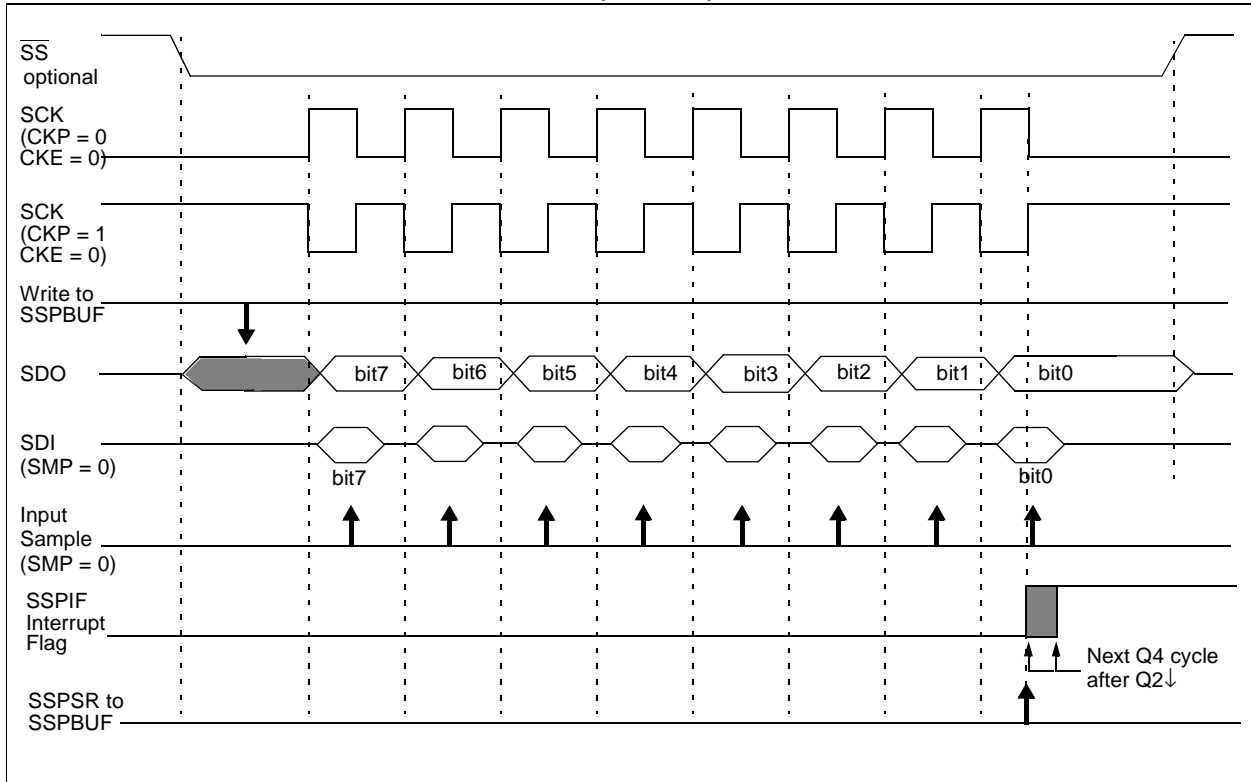 SS
optional
SCK
(CKP = 0
CKE = 0)
SCK
(CKP = 1
CKE = 0)
Write to
SSPBUF
SDO
bit7 bit6 bit5 bit4 bit3 bit2 bit1 bit0
SDI
(SMP = 0)
bit7 bit0
Input
Sample
(SMP = 0)
SSPIF
Interrupt
Flag
Next Q4 cycle
after Q2↓
SSPSR to
SSPBUF